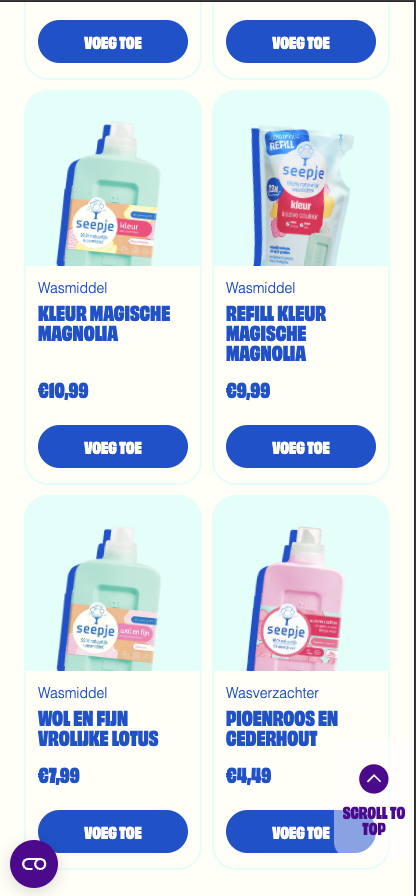 VOEG TOE
VOEG TOE
seepje
kleur
REFILL
seepje
kleur
Wasmiddel
KLEUR MAGISCHE
MAGNOLIA
€10,99
VOEG TOE
Wasmiddel
REFILL KLEUR
MAGISCHE
MAGNOLIA
€9,99
VOEG TOE
seepje
wol en fijn
seepje
Wasmiddel
WOL EN FIJN
VROLIJKE LOTUS
€7,99
VOEG TOE
Wasverzachter
PIOENROOS EN
CEDERHOUT
€4,49
VOEG TOE
SCROLL TO
TOP